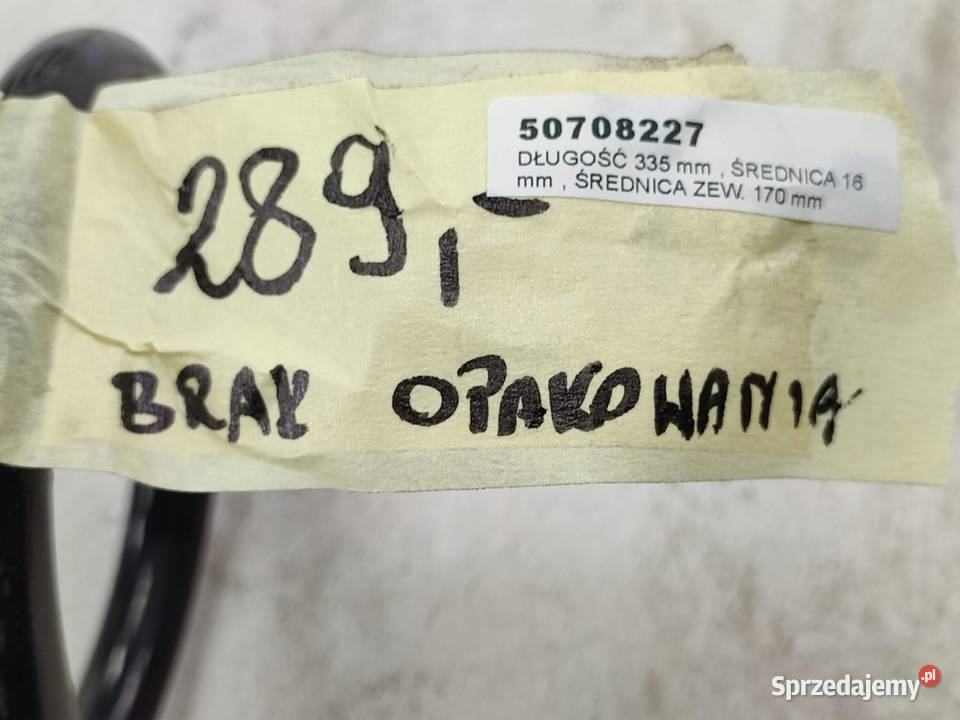 50708227
DŁUGOŚĆ 335 mm , ŚREDNICA 16
mm , ŚREDNICA ZEW. 170 mm
289,-
BRAK OPAKOWANIA
Sprzedajemy.pl